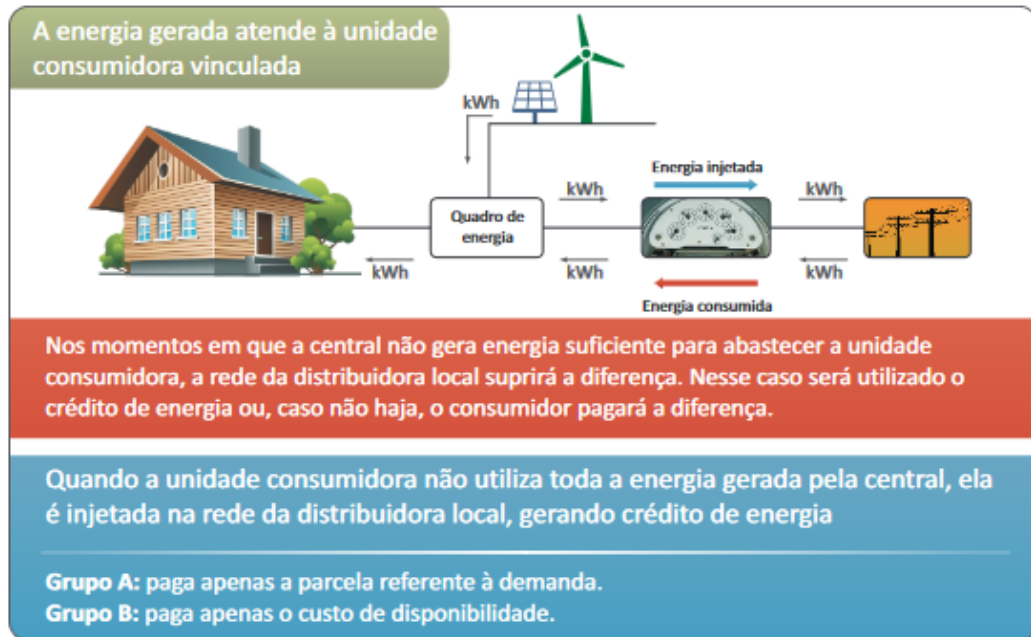 A energia gerada atende à unidade
consumidora vinculada
kWh
Energia injetada
kWh
kWh
Quadro de
energia
kWh
kWh
kWh
Energia consumida
Nos momentos em que a central não gera energia suficiente para abastecer a unidade
consumidora, a rede da distribuidora local suprirá a diferença. Nesse caso será utilizado o
crédito de energia ou, caso não haja, o consumidor pagará a diferença.
Quando a unidade consumidora não utiliza toda a energia gerada pela central, ela
é injetada na rede da distribuidora local, gerando crédito de energia
Grupo A: paga apenas a parcela referente à demanda.
Grupo B: paga apenas o custo de disponibilidade.